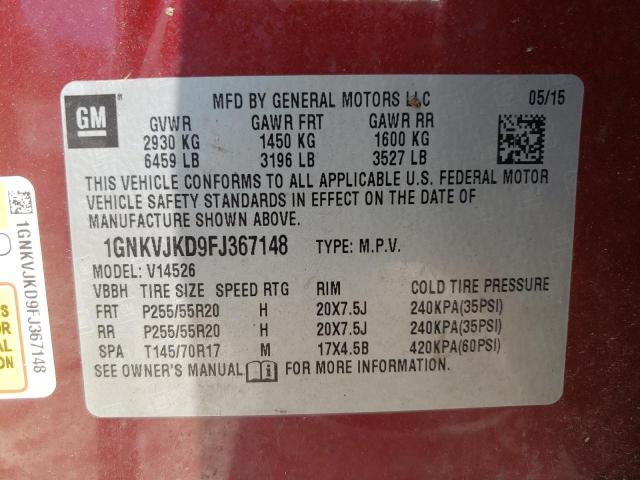 GM
MFD BY GENERAL MOTORS LLC 05/15
GVWR GAWR FRT GAWR RR
2930 KG 1450 KG 1600 KG
6459 LB 3196 LB 3527 LB
THIS VEHICLE CONFORMS TO ALL APPLICABLE U.S. FEDERAL MOTOR
VEHICLE SAFETY STANDARDS IN EFFECT ON THE DATE OF
MANUFACTURE SHOWN ABOVE.
1GNKVJKD9FJ367148 TYPE: M.P.V.
MODEL: V14526
VBBH TIRE SIZE SPEED RTG RIM COLD TIRE PRESSURE
FRT P255/55R20 H 20X7.5J 240KPA(35PSI)
RR P255/55R20 H 20X7.5J 240KPA(35PSI)
SPA T145/70R17 M 17X4.5B 420KPA(60PSI)
SEE OWNER'S MANUAL FOR MORE INFORMATION.
1GNKVJKD9FJ367148